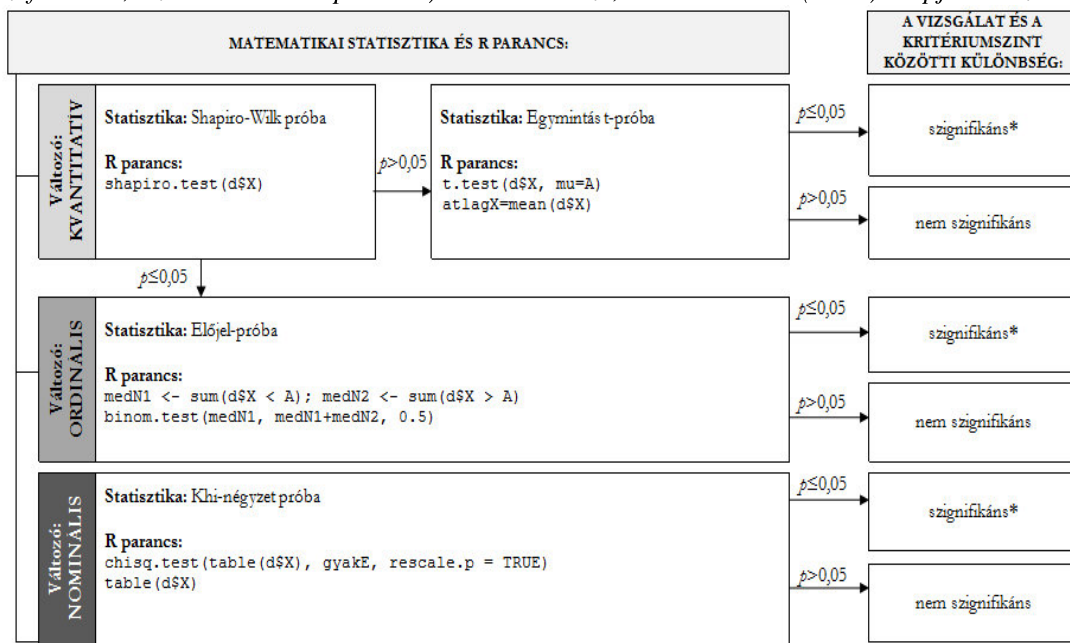 MATEMATIKAI STATISZTIKA ÉS R PARANCS:
A VIZSGÁLAT ÉS A
KRITÉRIUMSZINT
KÖZÖTTI KÜLÖNBSÉG:
Változó:
KVANTITATÍV
Statisztika: Shapiro-Wilk próba
R parancs:
shapiro.test(d$X)
p>0,05
Statisztika: Egymintás t-próba
R parancs:
t.test(d$X, mu=A)
atlagX=mean(d$X)
p≤0,05
szignifikáns*
p>0,05
nem szignifikáns
p≤0,05
Változó:
ORDINÁLIS
Statisztika: Előjel-próba
R parancs:
medN1 <- sum(d$X < A); medN2 <- sum(d$X > A)
binom.test(medN1, medN1+medN2, 0.5)
p≤0,05
szignifikáns*
p>0,05
nem szignifikáns
Változó:
NOMINÁLIS
Statisztika: Khi-négyzet próba
R parancs:
chisq.test(table(d$X), gyakE, rescale.p = TRUE)
table(d$X)
p≤0,05
szignifikáns*
p>0,05
nem szignifikáns